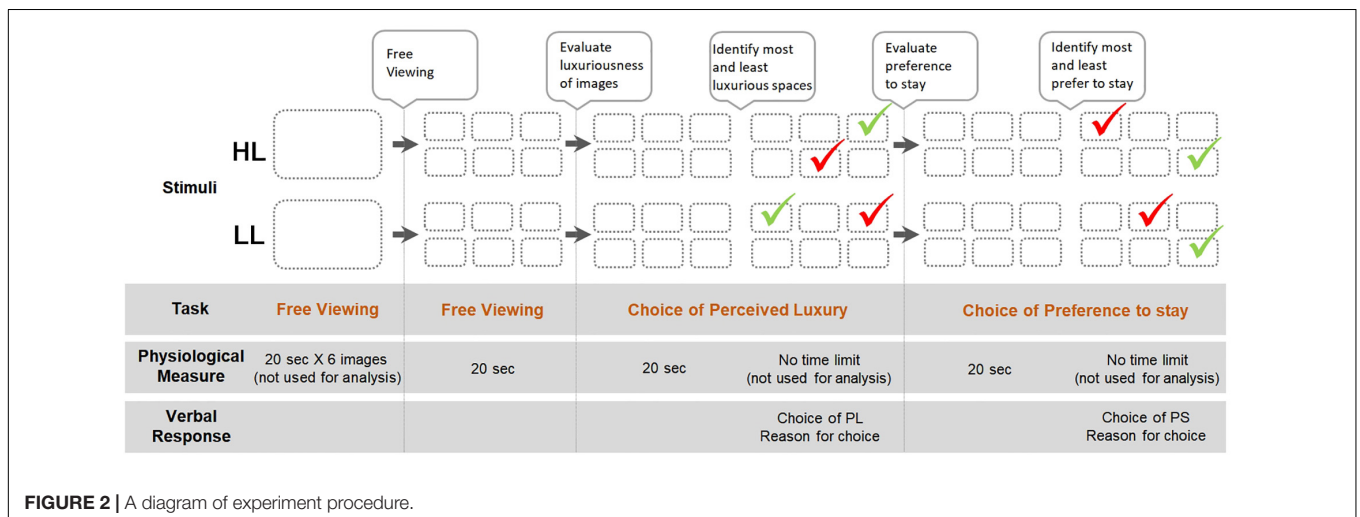 Free
Viewing
Evaluate
luxuriousness
of images
Identify most
and least
luxurious spaces
Evaluate
preference
to stay
Identify most
and least
prefer to stay
HL
Stimuli
LL
Task
Free Viewing
Free Viewing
Choice of Perceived Luxury
Choice of Preference to stay
Physiological
Measure
20 sec X 6 images
(not used for analysis)
20 sec
20 sec
No time limit
(not used for analysis)
20 sec
No time limit
(not used for analysis)
Verbal
Response
Choice of PL
Reason for choice
Choice of PS
Reason for choice
FIGURE 2 | A diagram of experiment procedure.